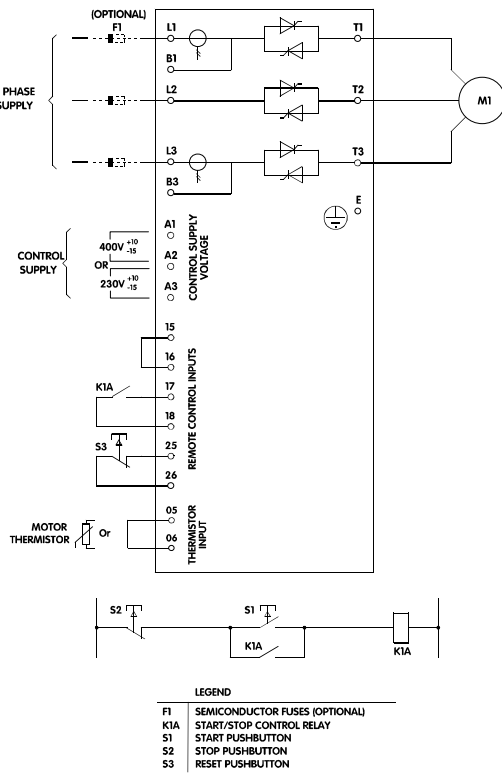 (OPTIONAL)
F1
L1
T1
B1
PHASE
SUPPLY
L2
T2
M1
L3
T3
B3
E
A1
400V +10 -15
CONTROL
SUPPLY
OR
A2
230V +10 -15
A3
CONTROL SUPPLY
VOLTAGE
15
16
K1A
17
18
S3
25
26
REMOTE CONTROL INPUTS
05
MOTOR
THERMISTOR
Or
06
THERMISTOR
INPUT
S2
S1
K1A
K1A
LEGEND
F1 SEMICONDUCTOR FUSES (OPTIONAL)
K1A START/STOP CONTROL RELAY
S1 START PUSHBUTTON
S2 STOP PUSHBUTTON
S3 RESET PUSHBUTTON